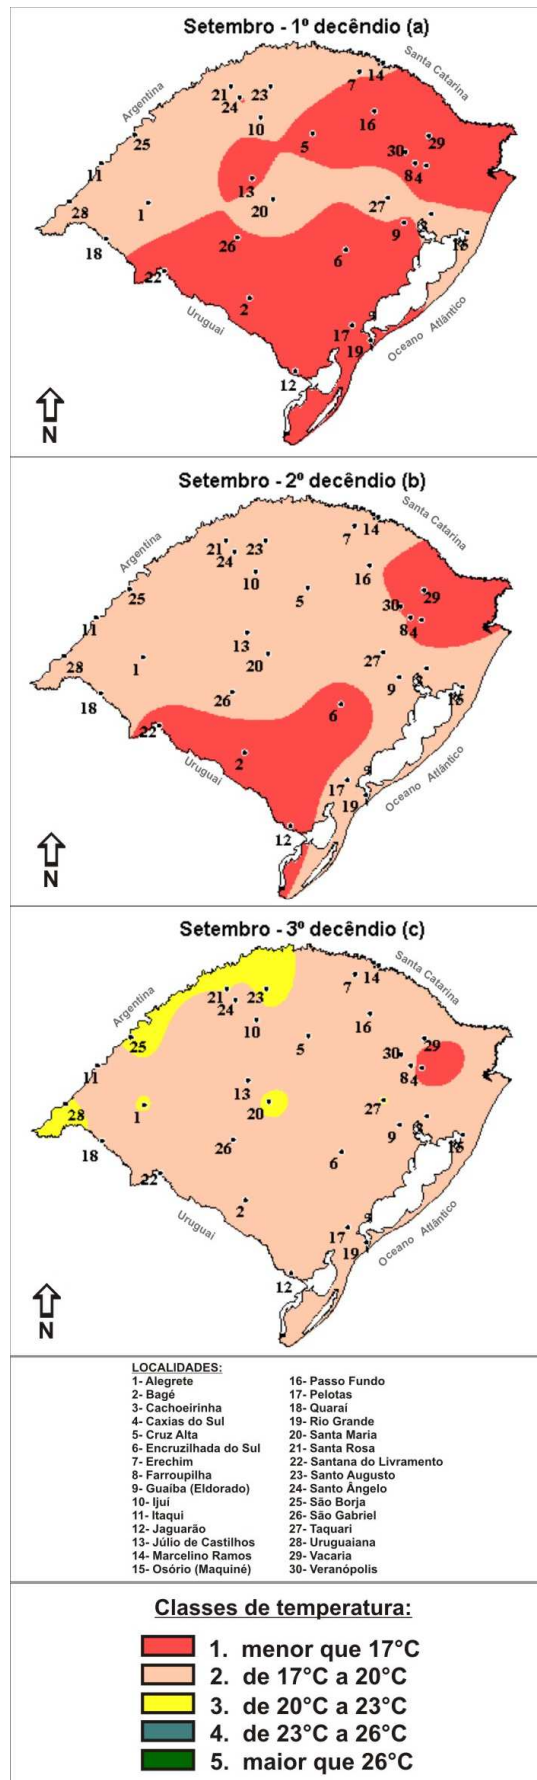 Setembro - 1º decêndio (a)
Santa Catarina
Argentina
14
7
21
23
24
16
10
25
5
29
30
11
8
4
13
28
1
20
27
3
9
15
18
26
6
22
2
Uruguai
Oceano Atlântico
17
19
12
N
Setembro - 2º decêndio (b)
Santa Catarina
Argentina
14
7
21
23
24
16
10
25
5
29
30
11
8
4
13
28
1
20
27
3
9
15
18
26
6
22
2
Uruguai
Oceano Atlântico
17
19
12
N
Setembro - 3º decêndio (c)
Santa Catarina
Argentina
14
7
21
23
24
16
10
25
5
29
30
11
8
4
13
28
1
20
27
3
9
15
18
26
6
22
2
Uruguai
Oceano Atlântico
17
19
12
N
LOCALIDADES:
1- Alegrete
2- Bagé
3- Cachoeirinha
4- Caxias do Sul
5- Cruz Alta
6- Encruzilhada do Sul
7- Erechim
8- Farroupilha
9- Guaíba (Eldorado)
10- Ijuí
11- Itaqui
12- Jaguarão
13- Júlio de Castilhos
14- Marcelino Ramos
15- Osório (Maquiné)
16- Passo Fundo
17- Pelotas
18- Quaraí
19- Rio Grande
20- Santa Maria
21- Santa Rosa
22- Santana do Livramento
23- Santo Augusto
24- Santo Ângelo
25- São Borja
26- São Gabriel
27- Taquari
28- Uruguaiana
29- Vacaria
30- Veranópolis
Classes de temperatura:
1. menor que 17°C
2. de 17°C a 20°C
3. de 20°C a 23°C
4. de 23°C a 26°C
5. maior que 26°C